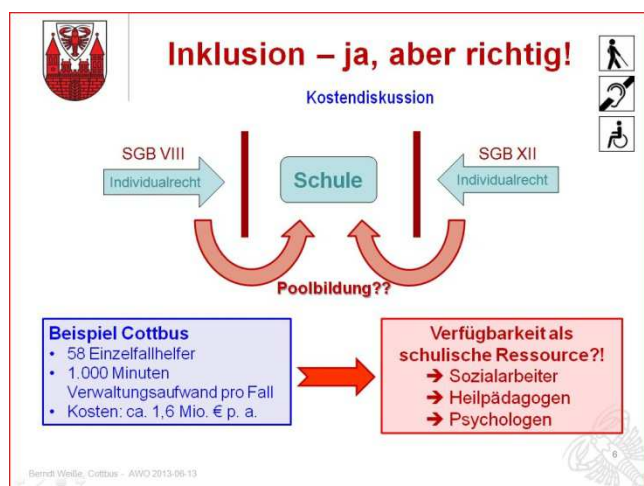 Inklusion – ja, aber richtig!
Kostendiskussion
SGB VIII
Individualrecht
Schule
SGB XII
Individualrecht
Poolbildung??
Beispiel Cottbus
• 58 Einzelfallhelfer
• 1.000 Minuten
Verwaltungsaufwand pro Fall
• Kosten: ca. 1,6 Mio. € p. a.
Verfügbarkeit als
schulische Ressource?!
➔ Sozialarbeiter
➔ Heilpädagogen
➔ Psychologen
Berndt Weiße, Cottbus - AWO 2013-06-13
6